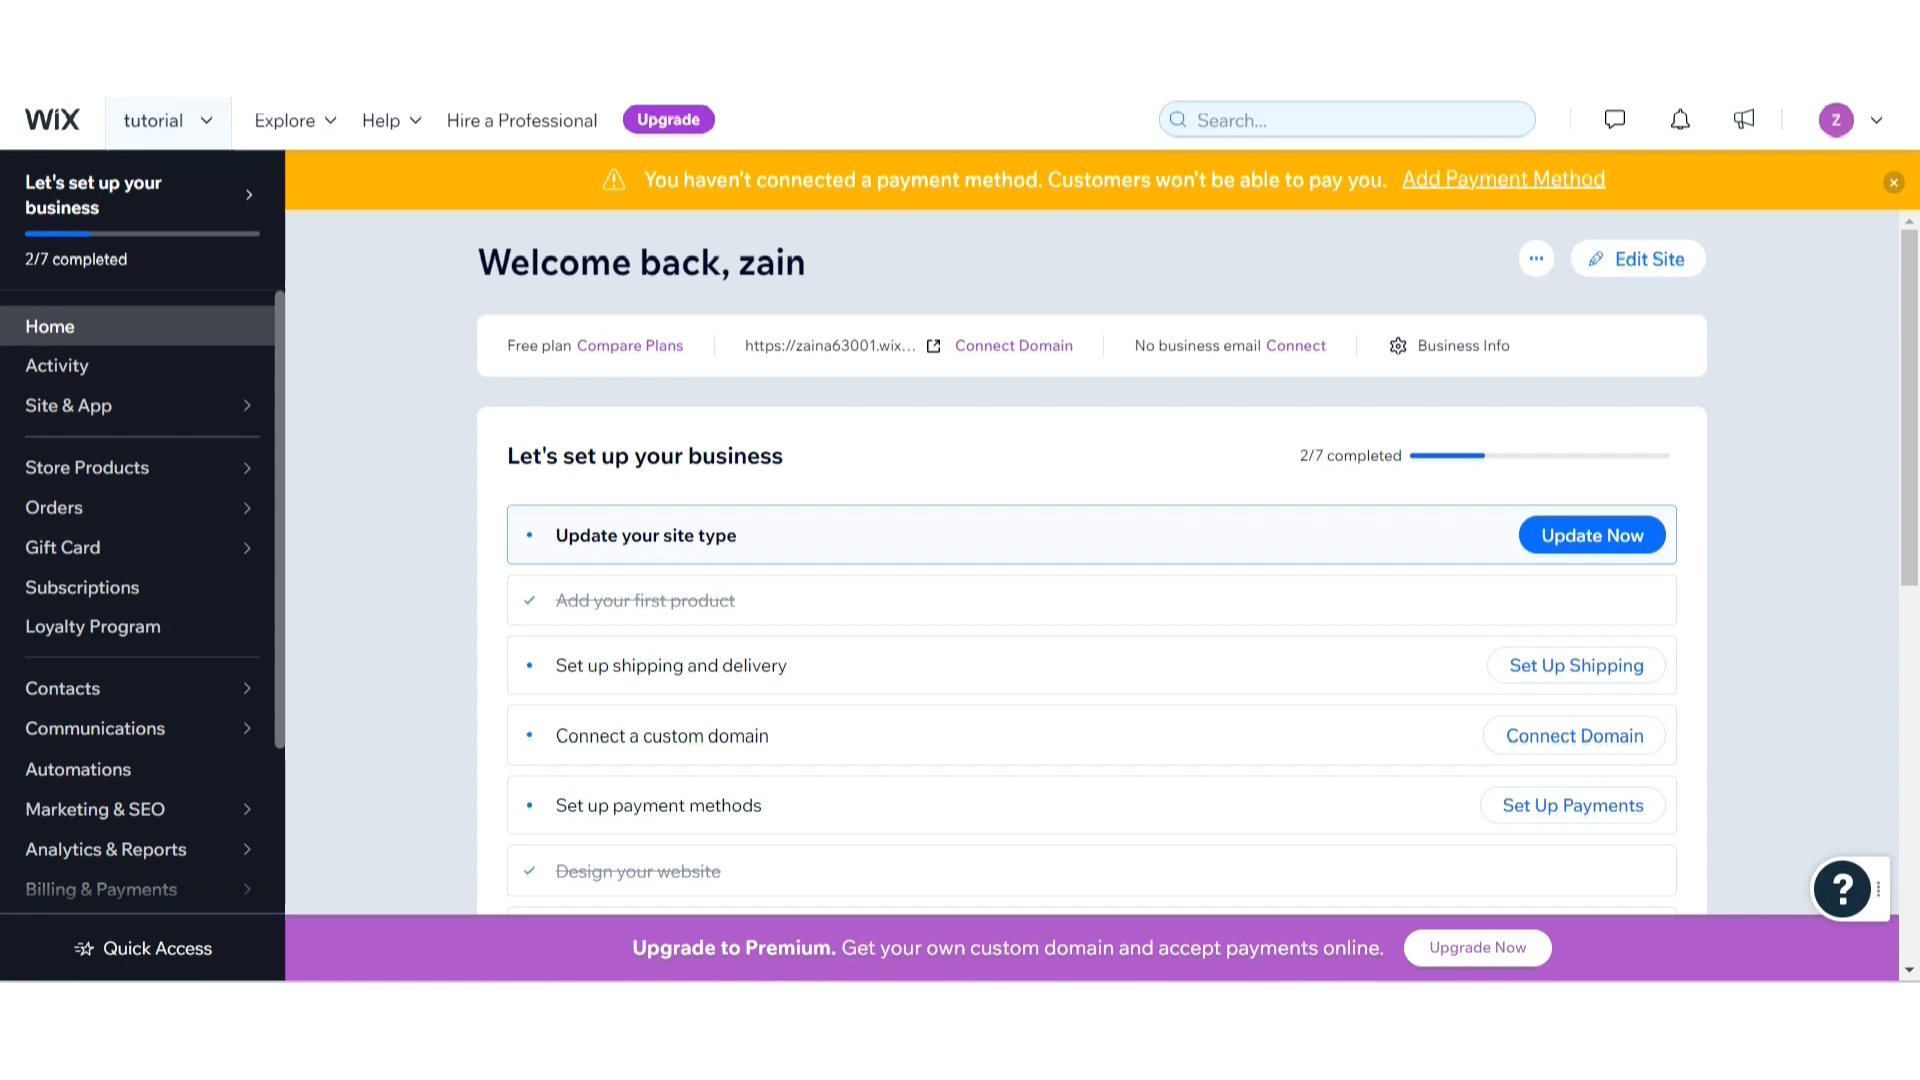 WiX
tutorial
Explore
Help
Hire a Professional
Upgrade
Search...
Z
Let's set up your
business
2/7 completed
You haven't connected a payment method. Customers won't be able to pay you. Add Payment Method
Home
Activity
Site & App
Store Products
Orders
Gift Card
Subscriptions
Loyalty Program
Contacts
Communications
Automations
Marketing & SEO
Analytics & Reports
Billing & Payments
Quick Access
Welcome back, zain
Edit Site
Free plan Compare Plans
https://zaina63001.wix...
Connect Domain
No business email Connect
Business Info
Let's set up your business
2/7 completed
Update your site type
Update Now
Add your first product
Set up shipping and delivery
Set Up Shipping
Connect a custom domain
Connect Domain
Set up payment methods
Set Up Payments
Design your website
?
Upgrade to Premium. Get your own custom domain and accept payments online.
Upgrade Now